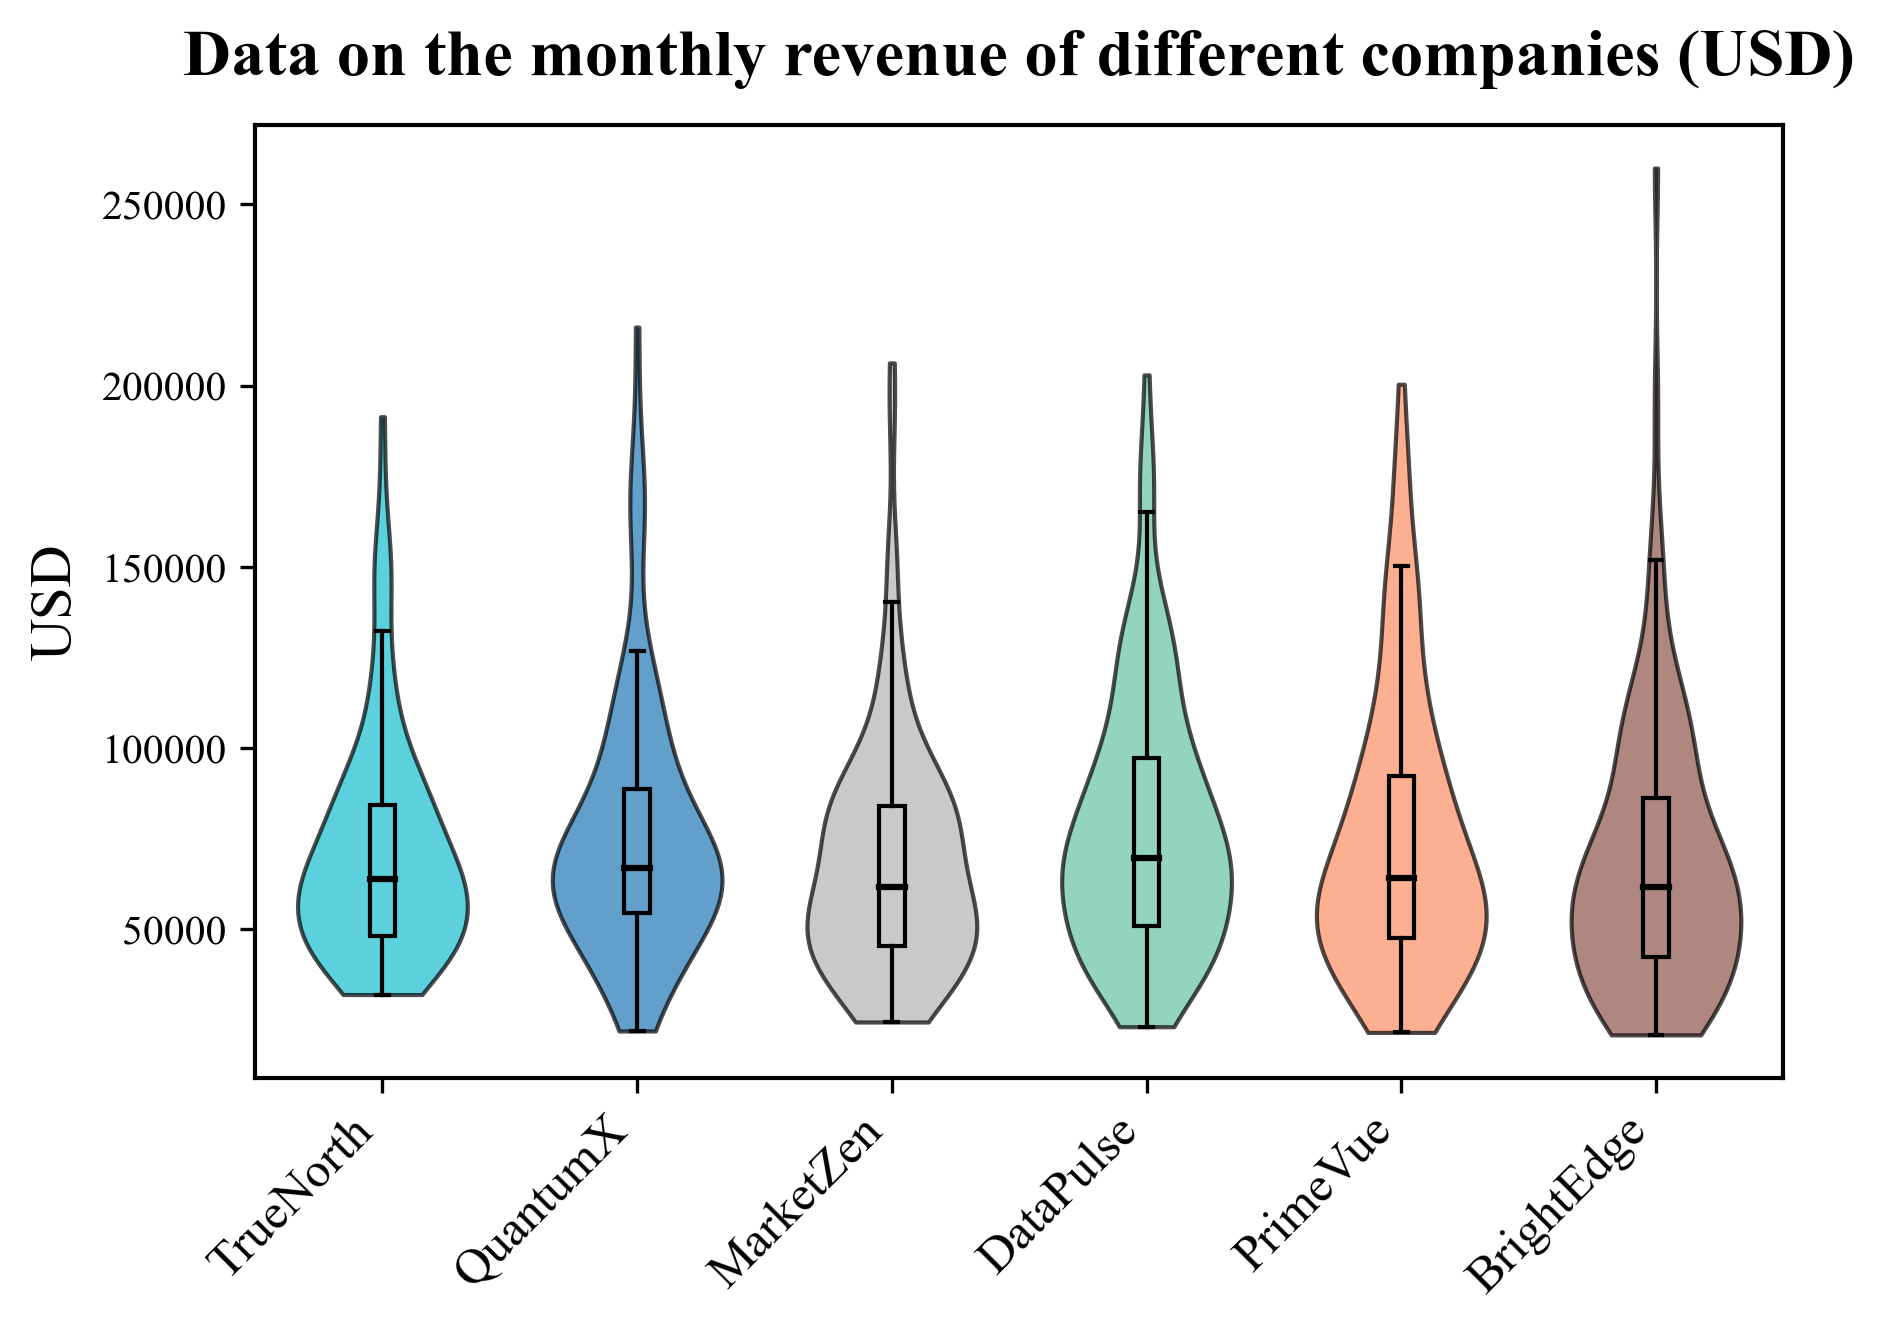 Data on the monthly revenue of different companies (USD)
USD
250000
200000
150000
100000
50000
TrueNorth
QuantumX
MarketZen
DataPulse
PrimeVue
BrightEdge